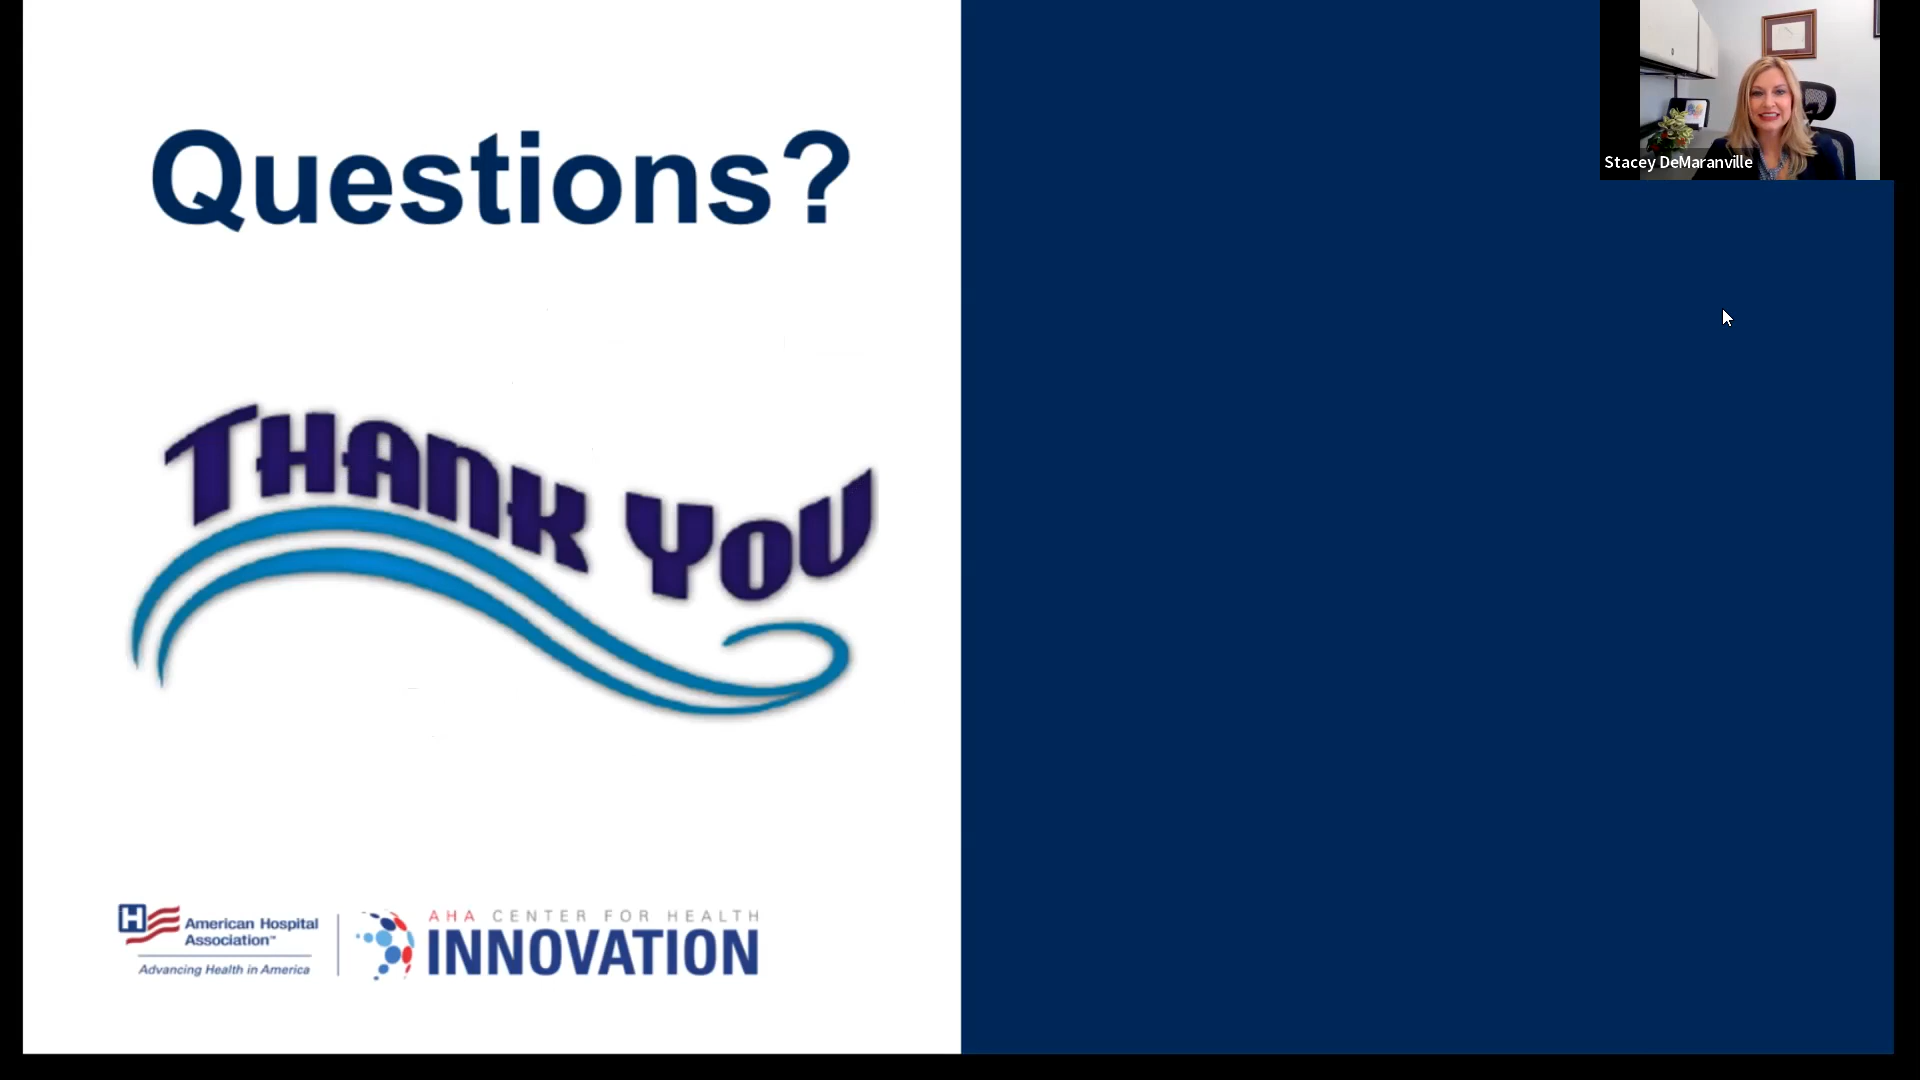 Questions?
Stacey DeMaranville
THANK YOU
H American Hospital
Association™
Advancing Health in America
AHA CENTER FOR HEALTH
INNOVATION